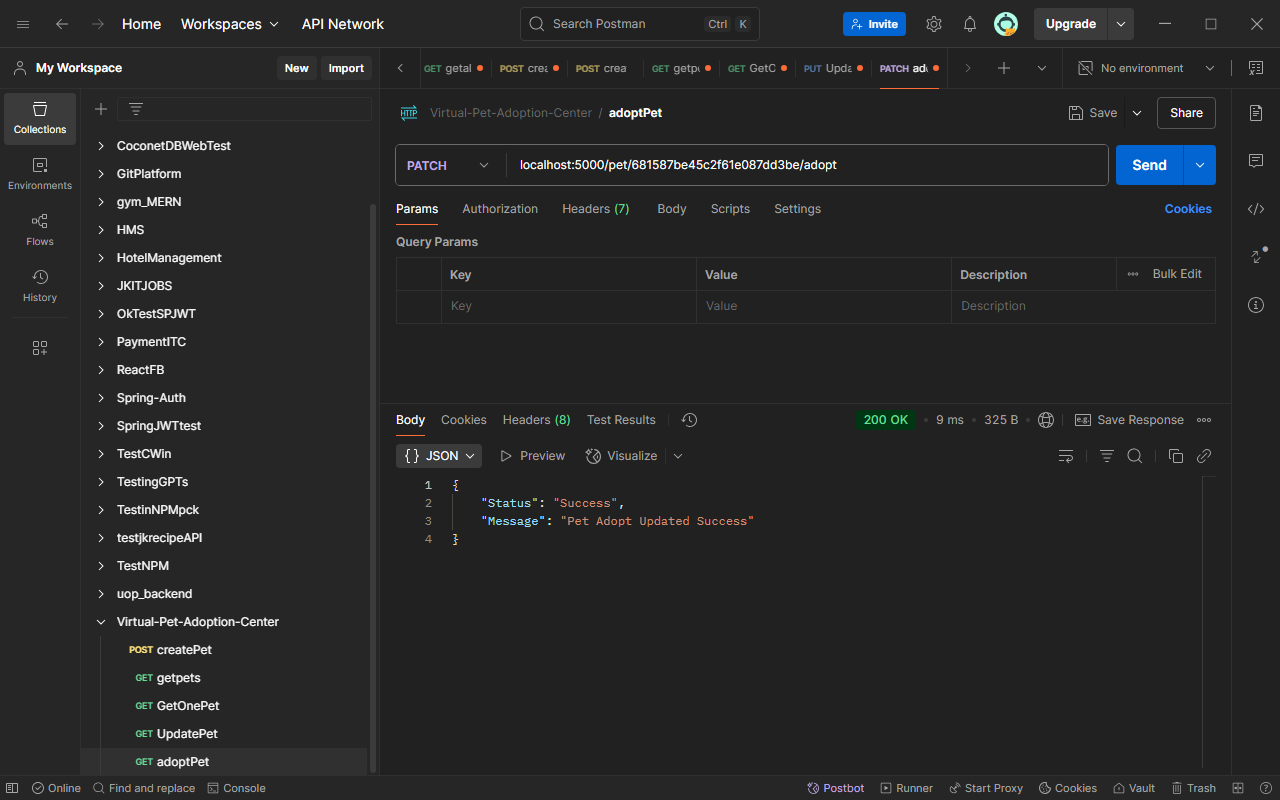 Home Workspaces API Network Search Postman Ctrl K Invite Upgrade
My Workspace New Import GET getal POST crea POST crea GET getp GET GetC PUT Upda PATCH ado No environment
Collections
Environments
Flows
History
CoconetDBWebTest
GitPlatform
gym_MERN
HMS
HotelManagement
JKITJOBS
OkTestSPJWT
PaymentITC
ReactFB
Spring-Auth
SpringJWTtest
TestCWin
TestingGPTs
TestinNPMpck
testjkrecipeAPI
TestNPM
uop_backend
Virtual-Pet-Adoption-Center
POST createPet
GET getpets
GET GetOnePet
GET UpdatePet
GET adoptPet
HTTP Virtual-Pet-Adoption-Center / adoptPet Save Share
PATCH localhost:5000/pet/681587be45c2f61e087dd3be/adopt Send
Params Authorization Headers (7) Body Scripts Settings Cookies
Query Params
Key Value Description Bulk Edit
Key Value Description
Body Cookies Headers (8) Test Results 200 OK 9 ms 325 B e.g. Save Response
{} JSON Preview Visualize
1 {
2 "Status": "Success",
3 "Message": "Pet Adopt Updated Success"
4 }
Online Find and replace Console Postbot Runner Start Proxy Cookies Vault Trash